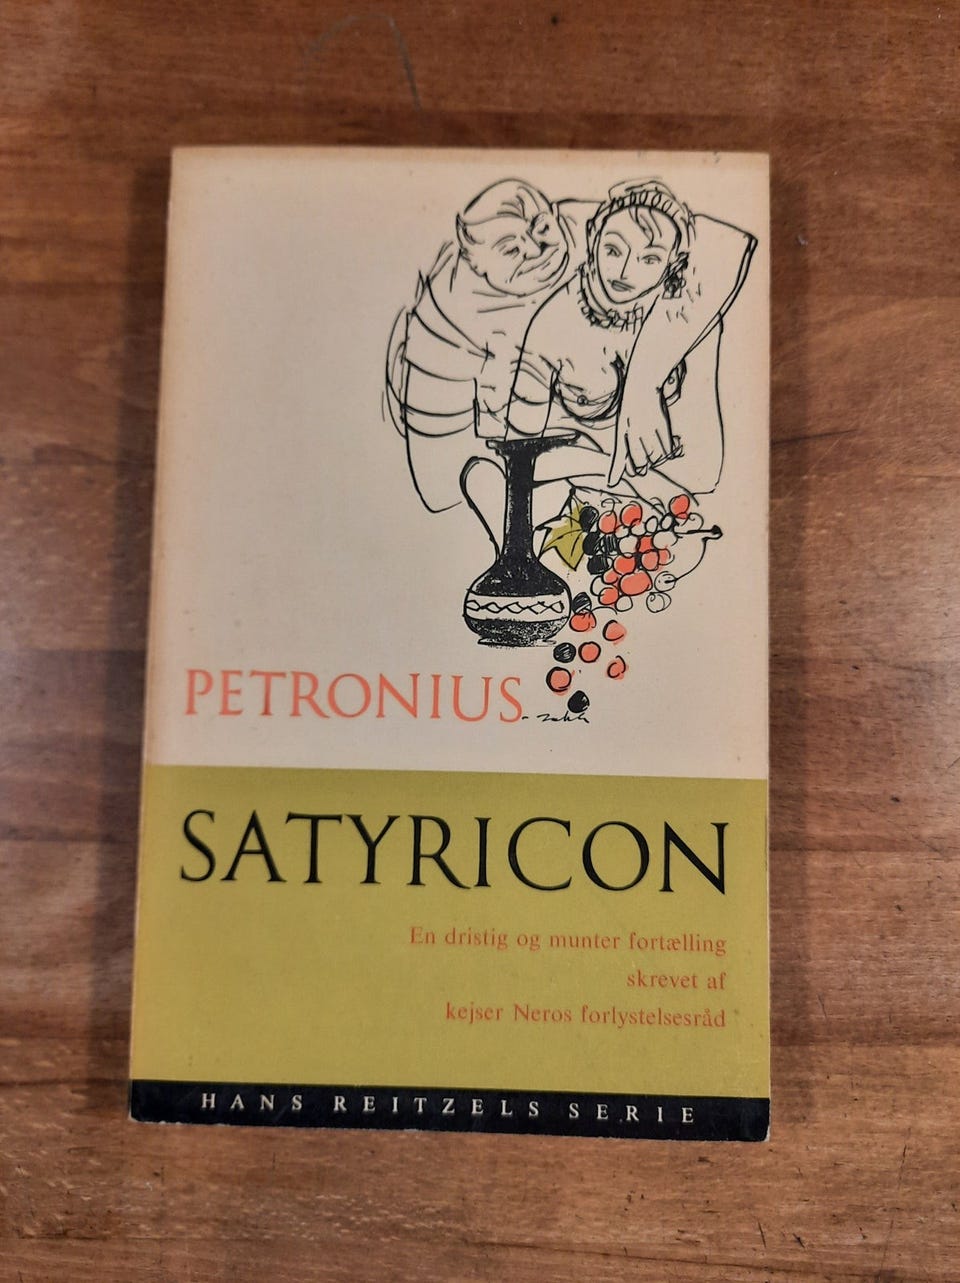 PETRONIUS
SATYRICON
En dristig og munter fortælling
skrevet af
kejser Neros forlystelsesråd
HANS REITZELS SERIE